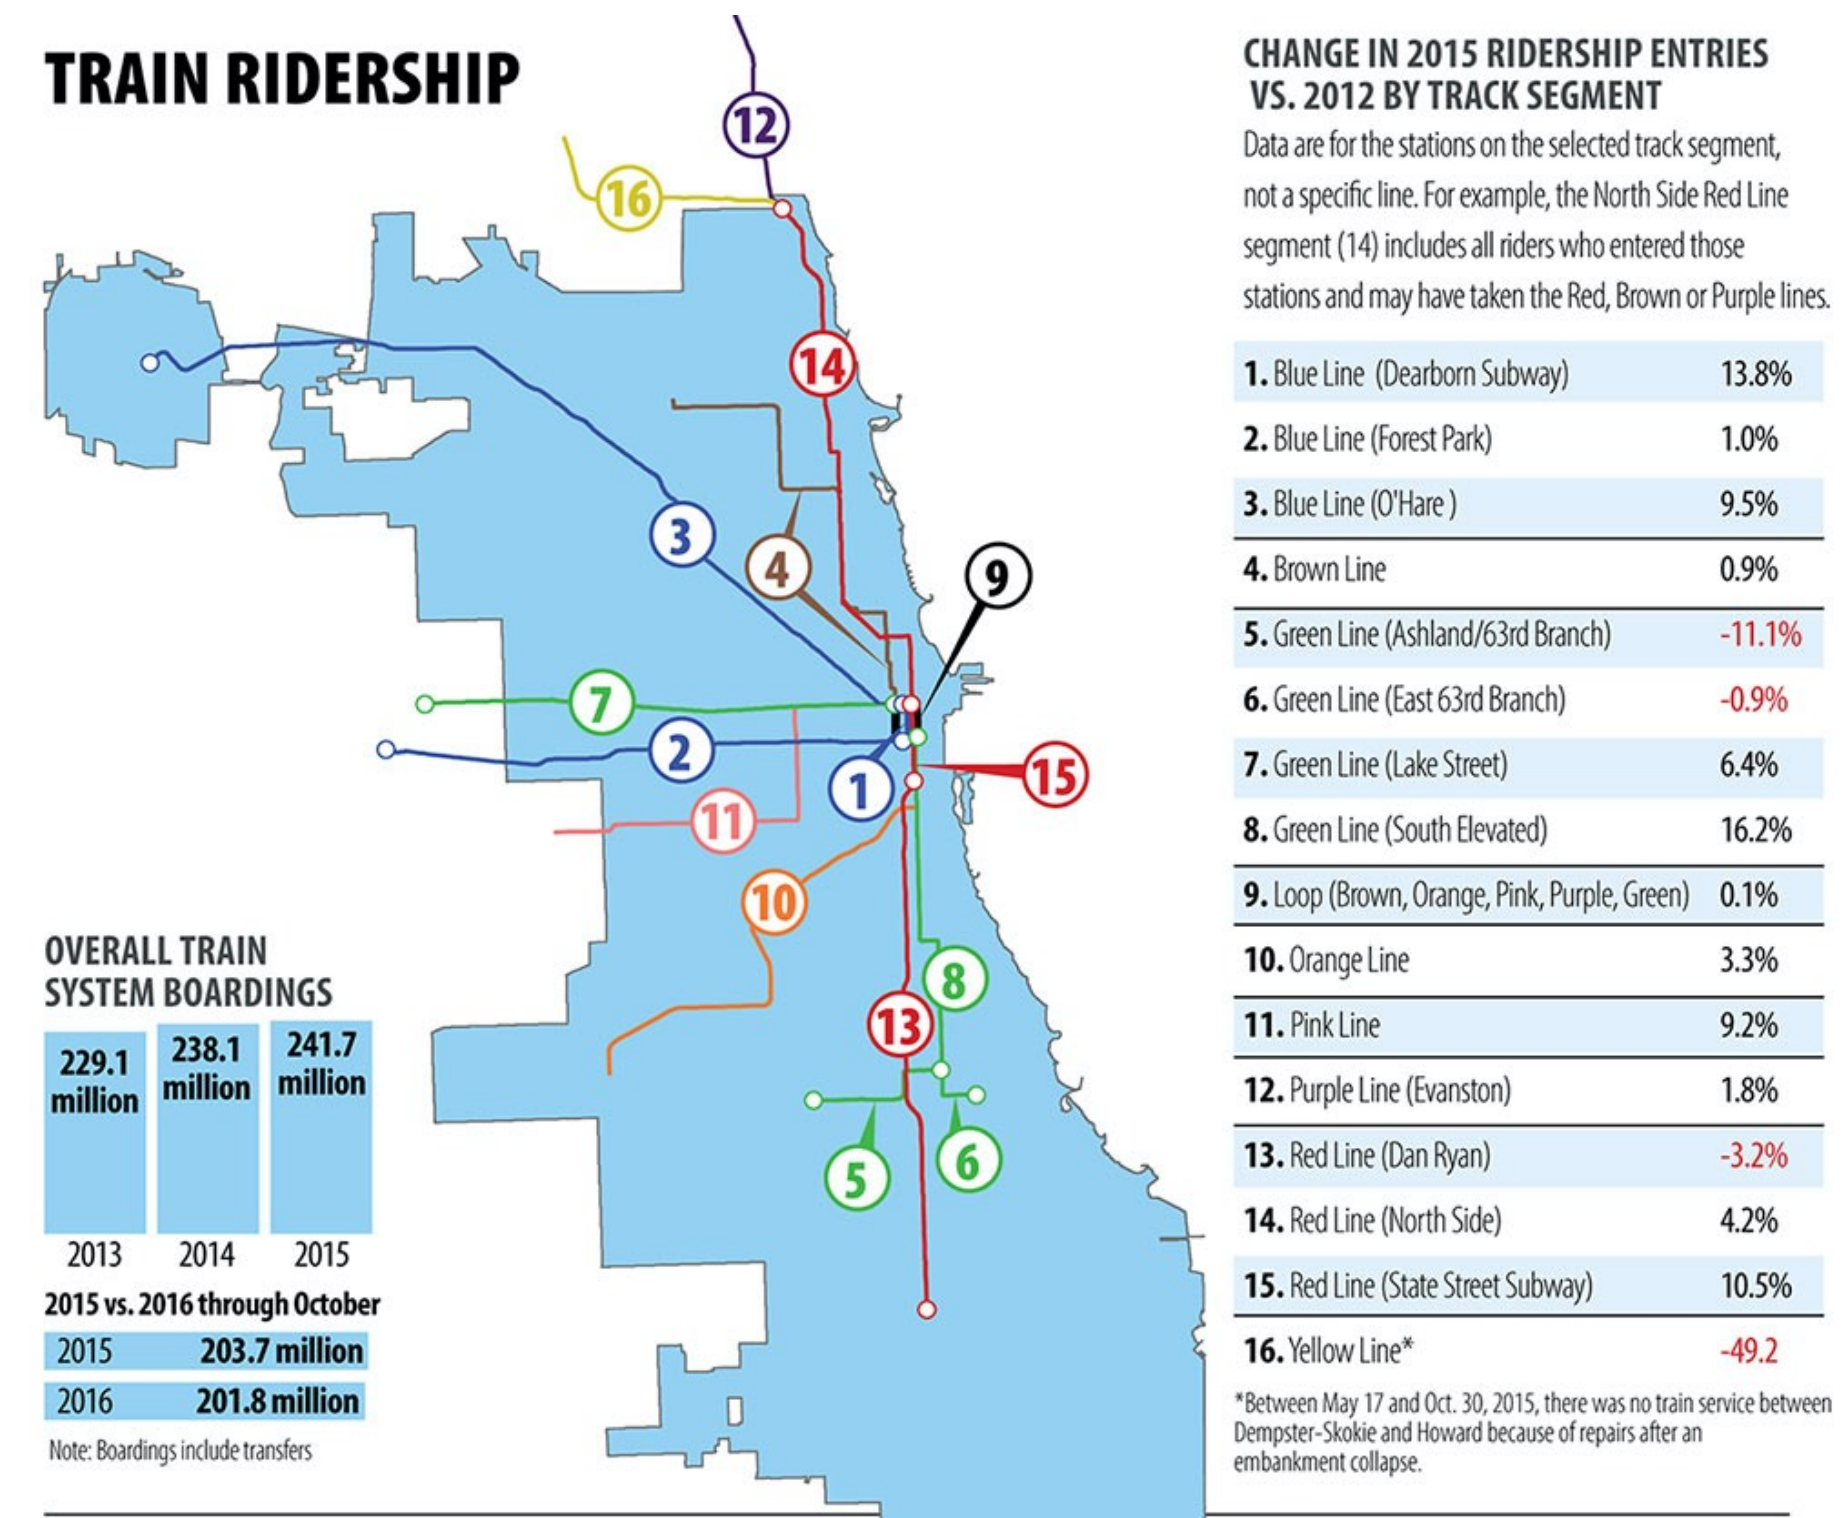 TRAIN RIDERSHIP
12
16
14
3
4
9
7
2
1
15
11
10
8
13
5
6
OVERALL TRAIN
SYSTEM BOARDINGS
229.1
million
238.1
million
241.7
million
2013
2014
2015
2015 vs. 2016 through October
2015 203.7 million
2016 201.8 million
Note: Boardings include transfers
CHANGE IN 2015 RIDERSHIP ENTRIES
VS. 2012 BY TRACK SEGMENT
Data are for the stations on the selected track segment,
not a specific line. For example, the North Side Red Line
segment (14) includes all riders who entered those
stations and may have taken the Red, Brown or Purple lines.
1. Blue Line (Dearborn Subway) 13.8%
2. Blue Line (Forest Park) 1.0%
3. Blue Line (O'Hare ) 9.5%
4. Brown Line 0.9%
5. Green Line (Ashland/63rd Branch) -11.1%
6. Green Line (East 63rd Branch) -0.9%
7. Green Line (Lake Street) 6.4%
8. Green Line (South Elevated) 16.2%
9. Loop (Brown, Orange, Pink, Purple, Green) 0.1%
10. Orange Line 3.3%
11. Pink Line 9.2%
12. Purple Line (Evanston) 1.8%
13. Red Line (Dan Ryan) -3.2%
14. Red Line (North Side) 4.2%
15. Red Line (State Street Subway) 10.5%
16. Yellow Line* -49.2
*Between May 17 and Oct. 30, 2015, there was no train service between
Dempster-Skokie and Howard because of repairs after an
embankment collapse.